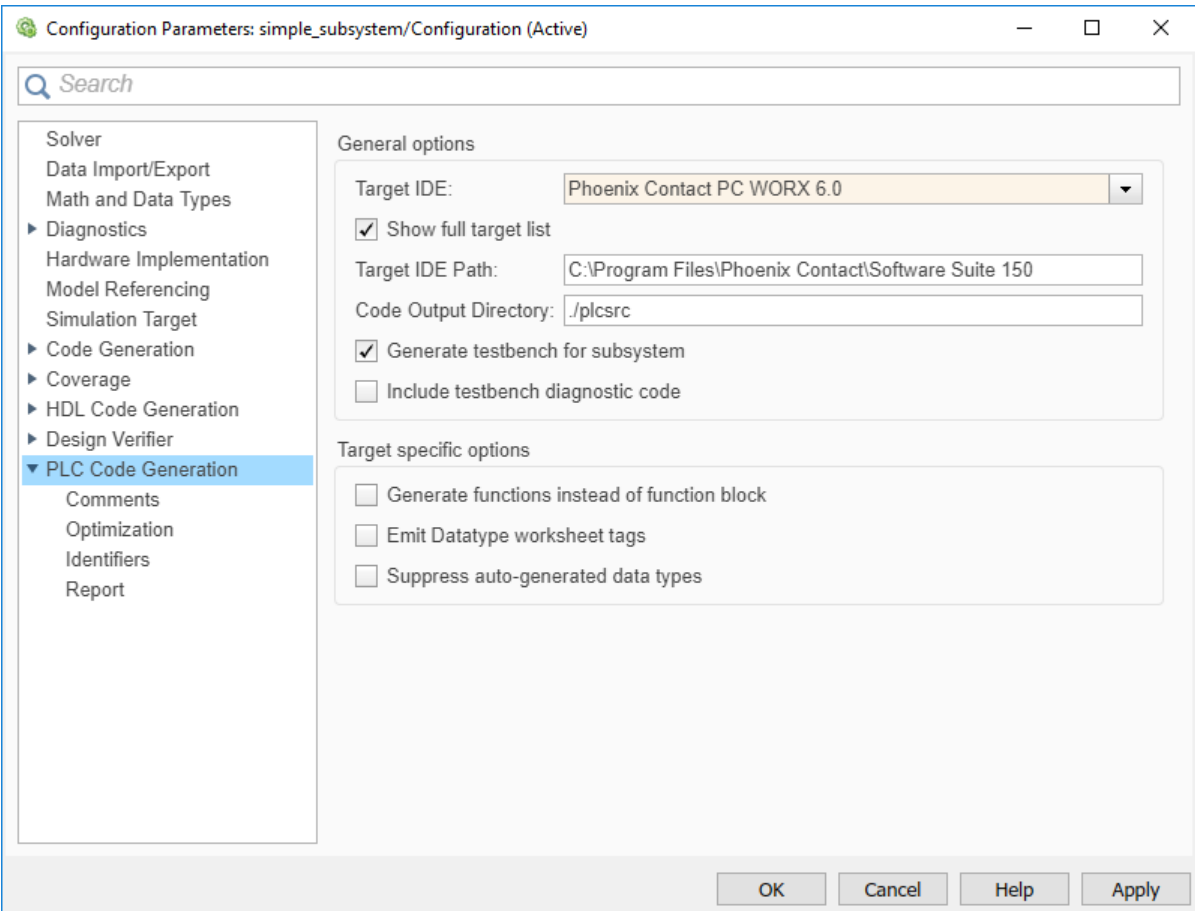 Configuration Parameters: simple_subsystem/Configuration (Active)
Search
Solver
Data Import/Export
Math and Data Types
Diagnostics
Hardware Implementation
Model Referencing
Simulation Target
Code Generation
Coverage
HDL Code Generation
Design Verifier
PLC Code Generation
Comments
Optimization
Identifiers
Report
General options
Target IDE: Phoenix Contact PC WORX 6.0
Show full target list
Target IDE Path: C:\Program Files\Phoenix Contact\Software Suite 150
Code Output Directory: ./plcsrc
Generate testbench for subsystem
Include testbench diagnostic code
Target specific options
Generate functions instead of function block
Emit Datatype worksheet tags
Suppress auto-generated data types
OK Cancel Help Apply